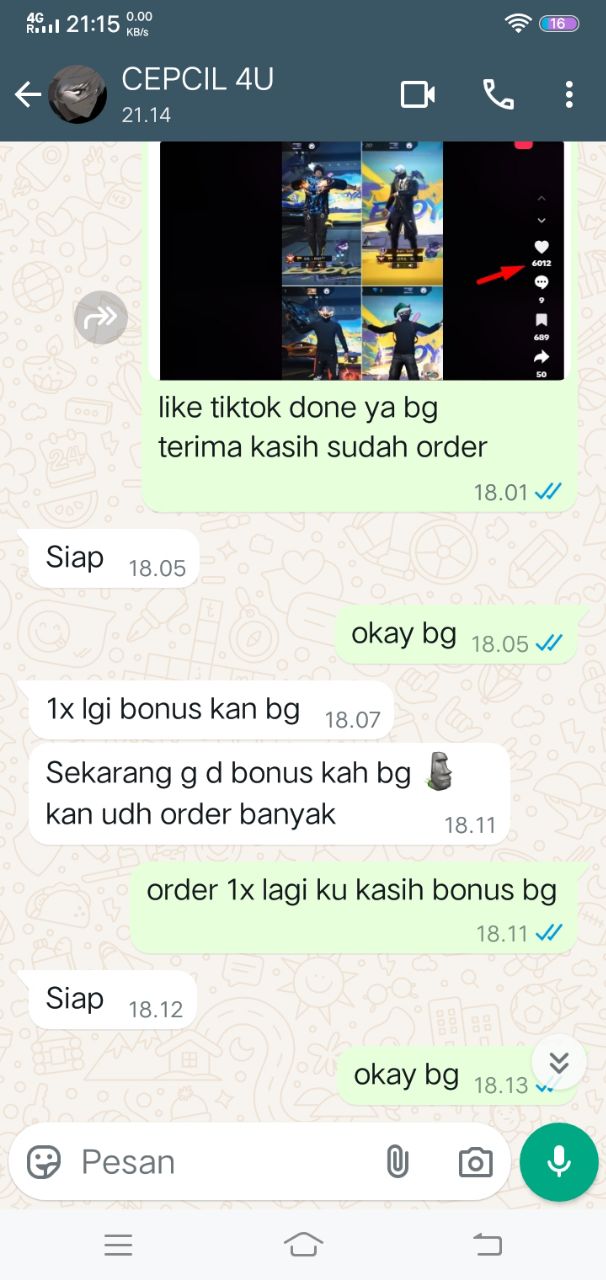 4G
R
21:15
0.00
KB/s
16
CEPCIL 4U
21.14
6012
9
689
50
like tiktok done ya bg
terima kasih sudah order
18.01
Siap 18.05
okay bg 18.05
1x lgi bonus kan bg 18.07
Sekarang g d bonus kah bg 🗿
kan udh order banyak
18.11
order 1x lagi ku kasih bonus bg
18.11
Siap 18.12
okay bg 18.13
Pesan